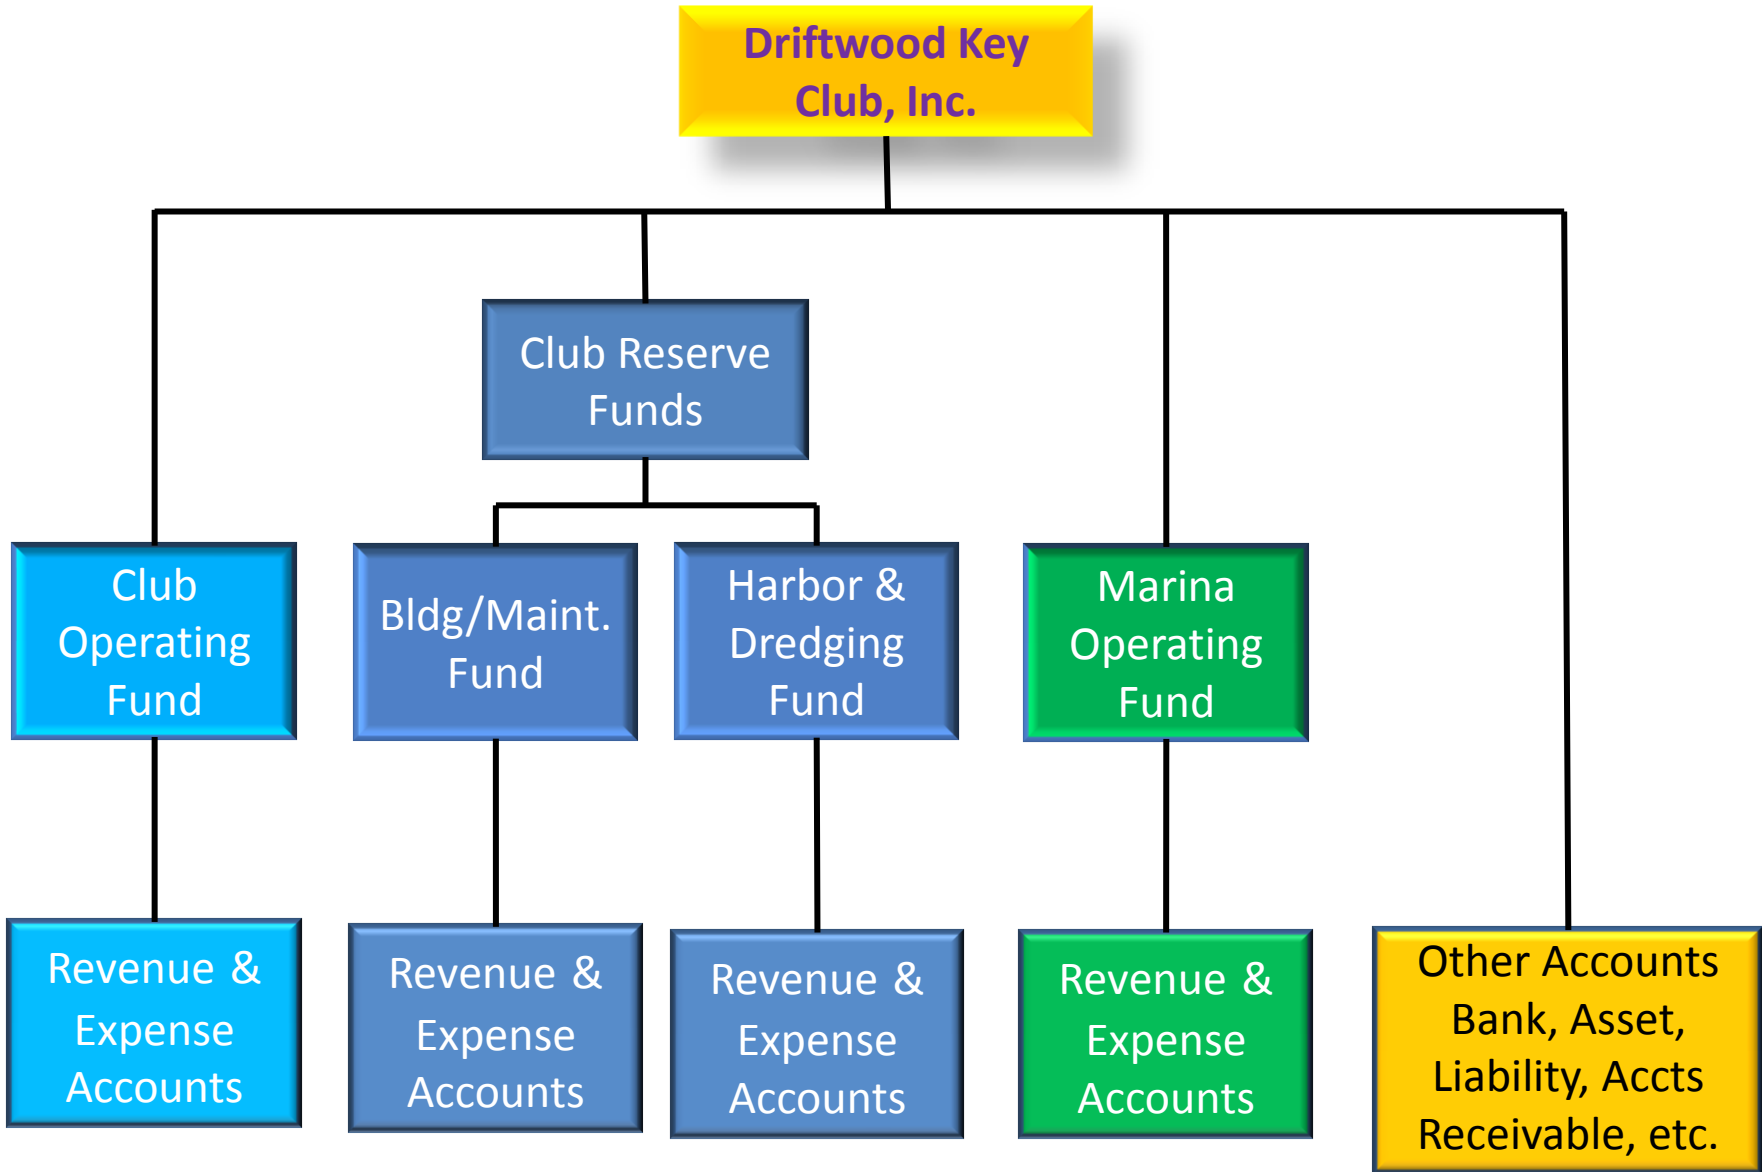 Driftwood Key
Club, Inc.
Club Reserve
Funds
Club
Operating
Fund
Bldg/Maint.
Fund
Harbor &
Dredging
Fund
Marina
Operating
Fund
Revenue &
Expense
Accounts
Revenue &
Expense
Accounts
Revenue &
Expense
Accounts
Revenue &
Expense
Accounts
Other Accounts
Bank, Asset,
Liability, Accts
Receivable, etc.